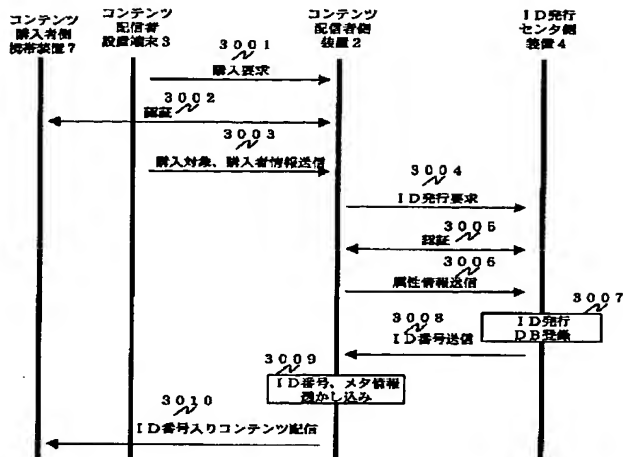 コンテンツ
購入者側
携帯装置7
コンテンツ
配信者
設置端末3
コンテンツ
配信者側
装置2
ID発行
センタ側
装置4
3001
購入要求
3002
認証
3003
購入対象、購入者情報送信
3004
ID発行要求
3005
認証
3006
属性情報送信
3007
ID発行
DB登録
3008
ID番号送信
3009
ID番号、メタ情報
透かし込み
3010
ID番号入りコンテンツ配信